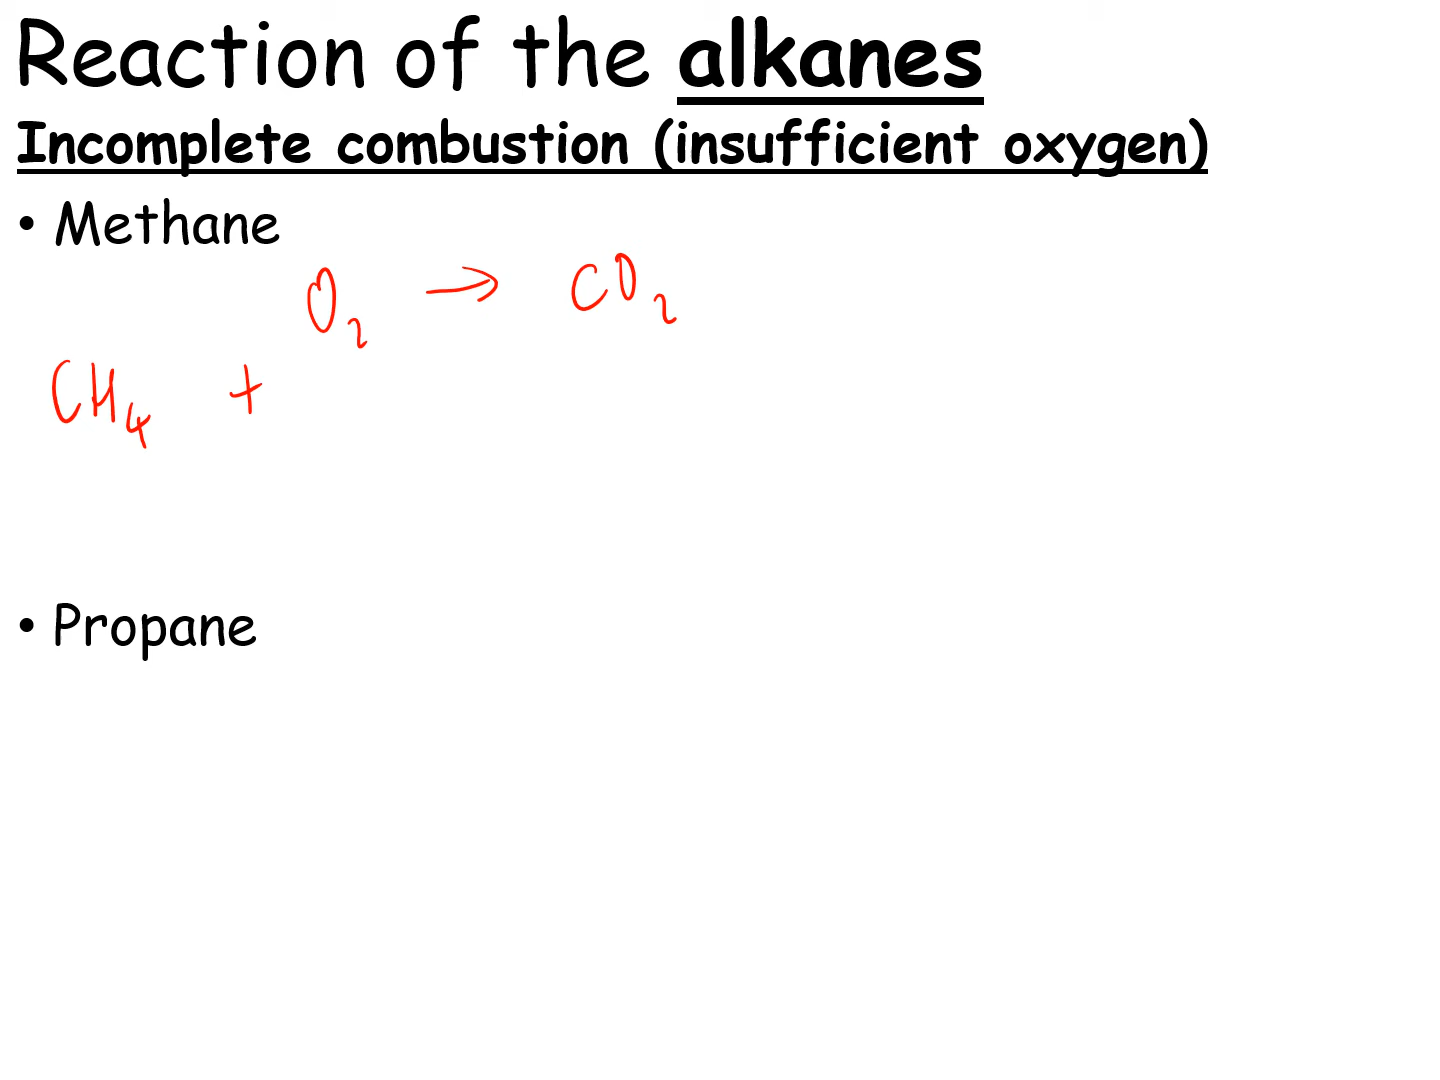 Reaction of the alkanes
Incomplete combustion (insufficient oxygen)
• Methane
O₂ → CO₂
CH₄ +
• Propane